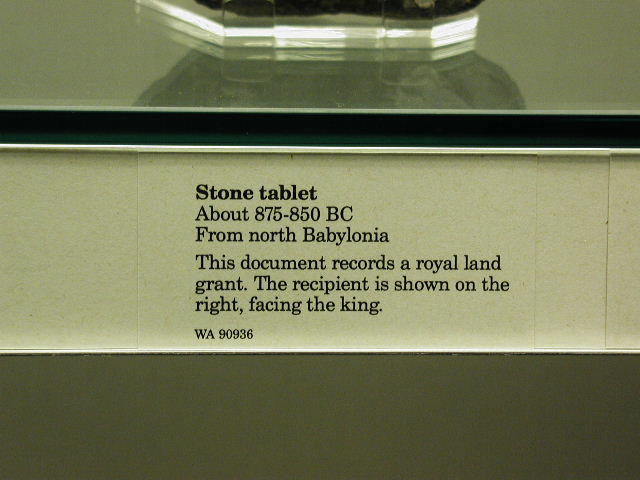 Stone tablet
About 875-850 BC
From north Babylonia
This document records a royal land
grant. The recipient is shown on the
right, facing the king.
WA 90936